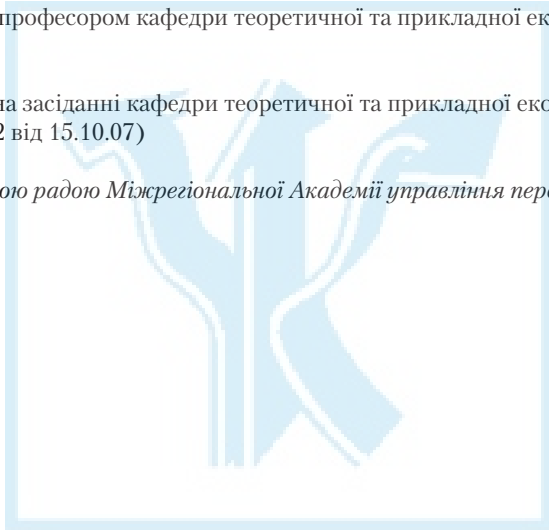 професором кафедри теоретичної та прикладної ек
на засіданні кафедри теоретичної та прикладної еко
2 від 15.10.07)
ою радою Міжрегіональної Академії управління пер